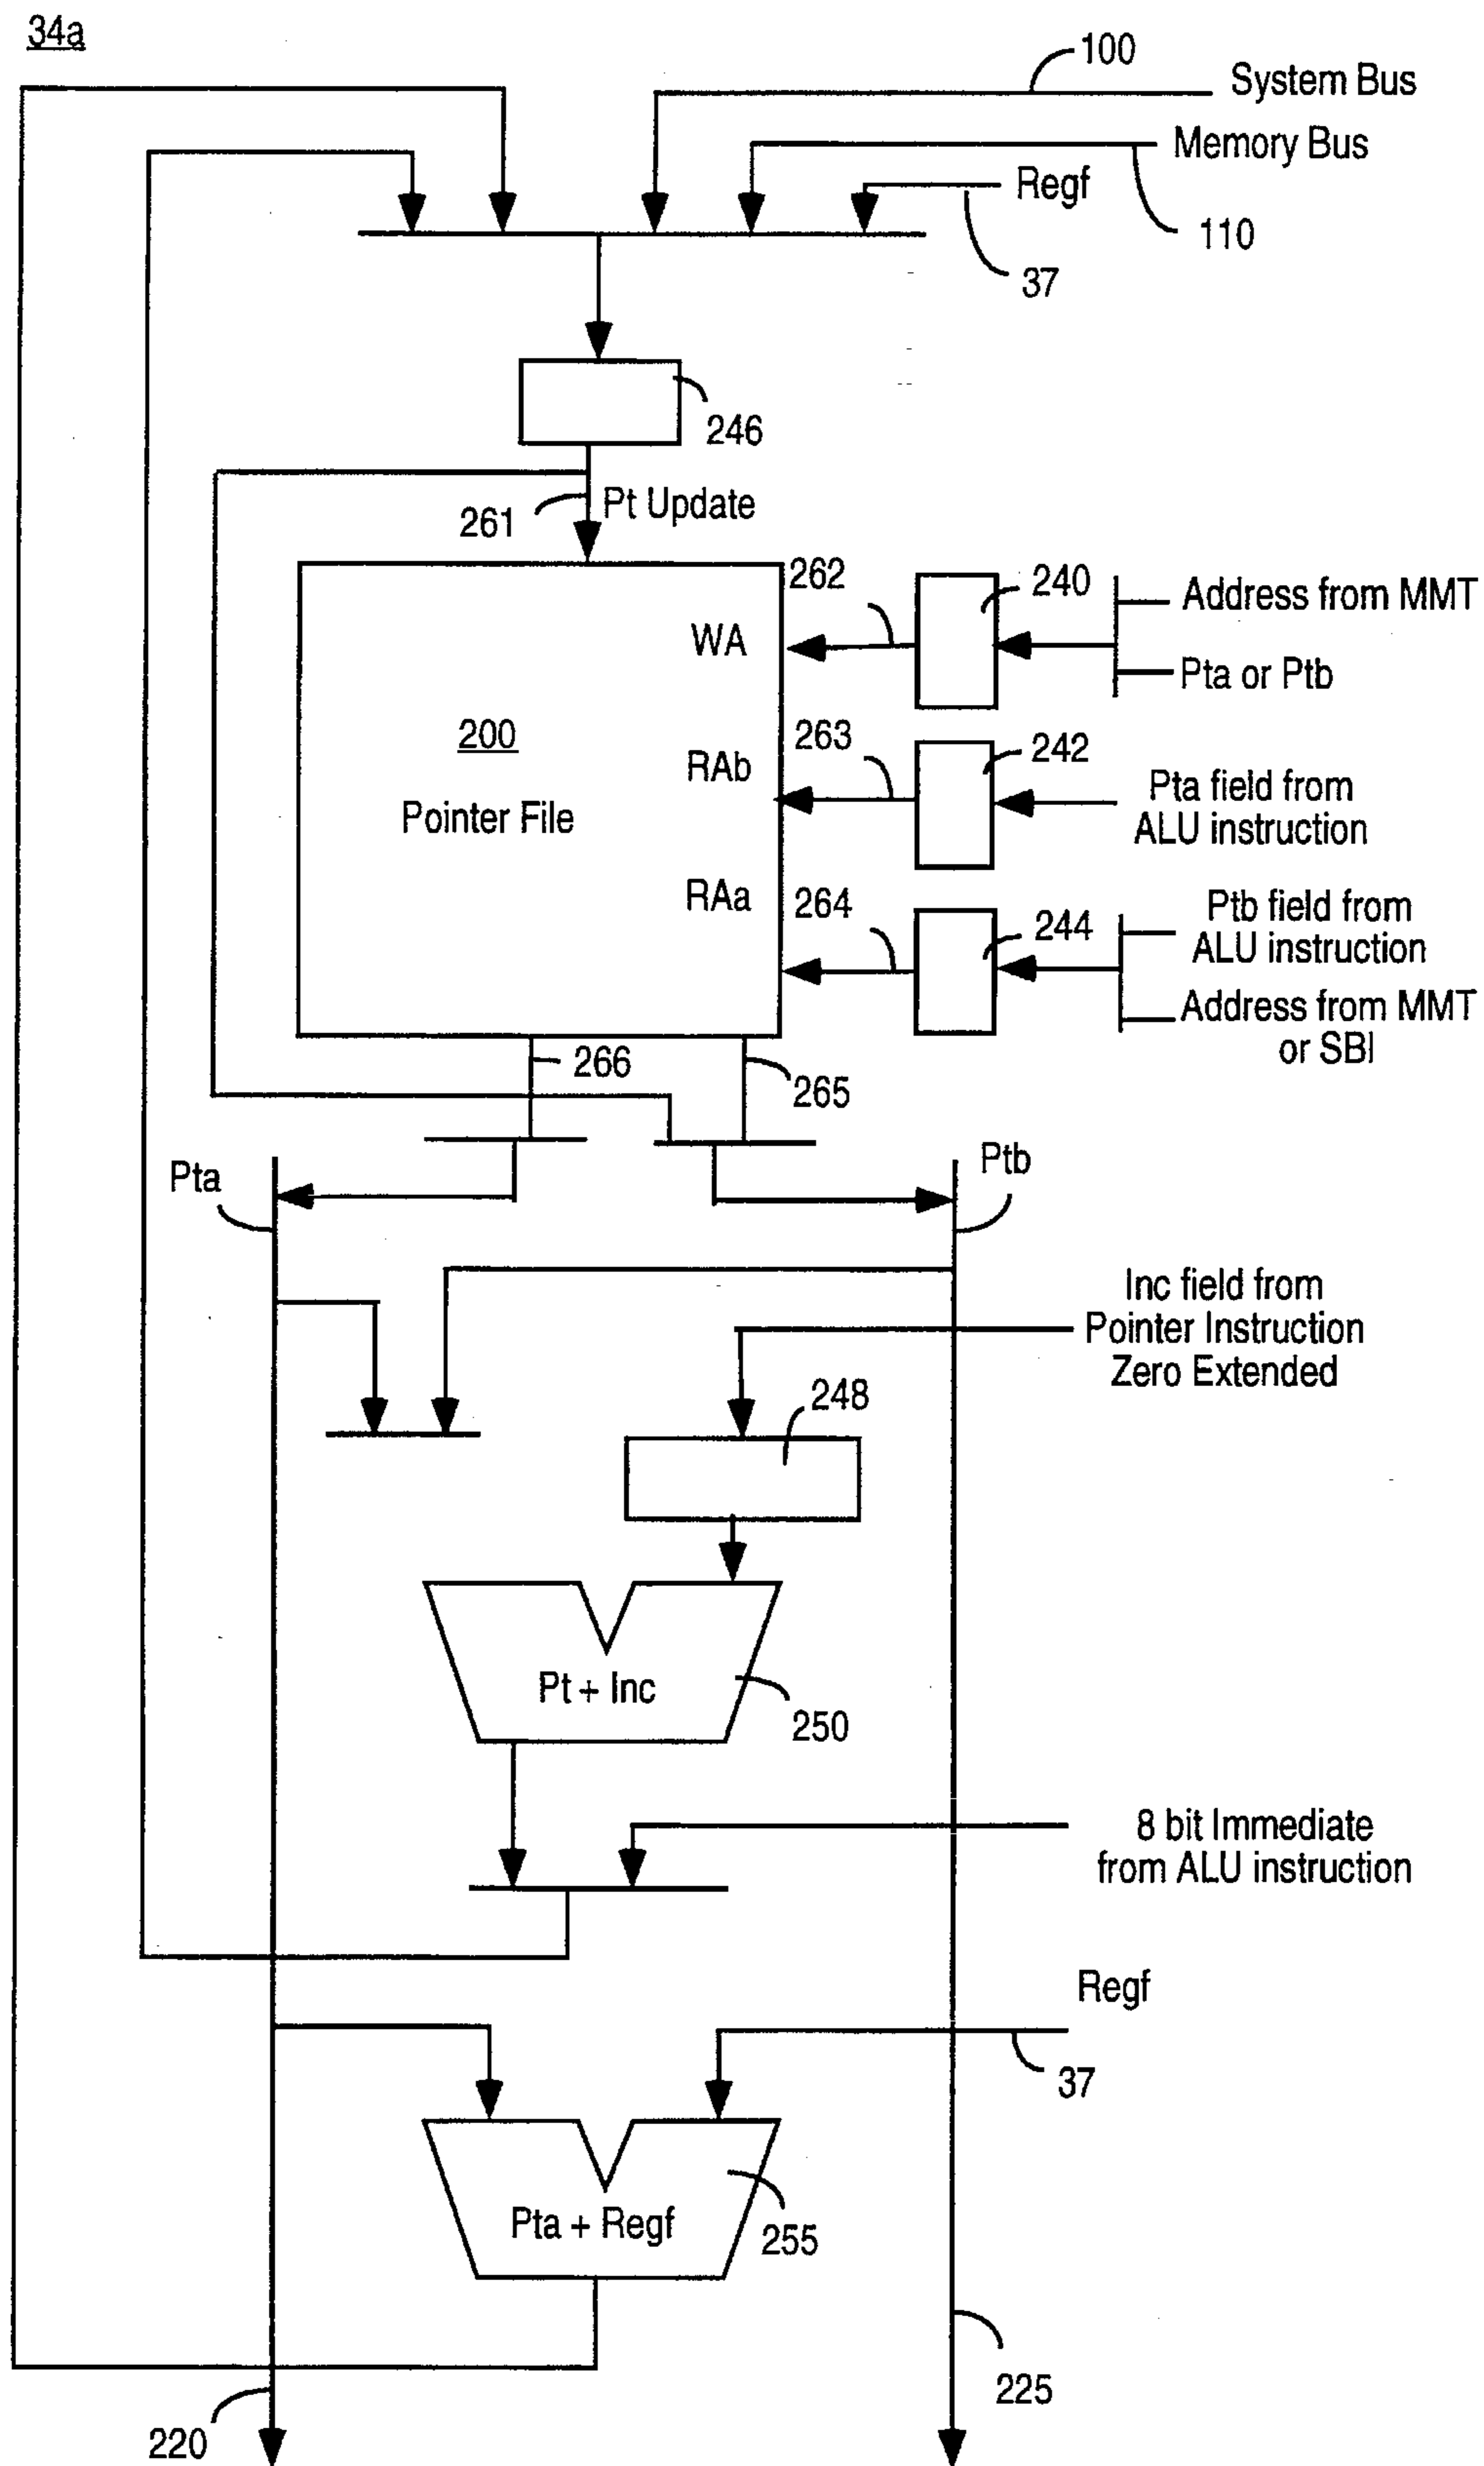 34a
100
System Bus
Memory Bus
Regf
110
37
246
261
Pt Update
262
240
Address from MMT
WA
Pta or Ptb
200
263
242
RAb
Pointer File
Pta field from
ALU instruction
RAa
264
244
Ptb field from
ALU instruction
Address from MMT
or SBI
266
265
Pta
Ptb
Inc field from
Pointer Instruction
Zero Extended
248
Pt + Inc
250
8 bit Immediate
from ALU instruction
Regf
37
Pta + Regf
255
225
220